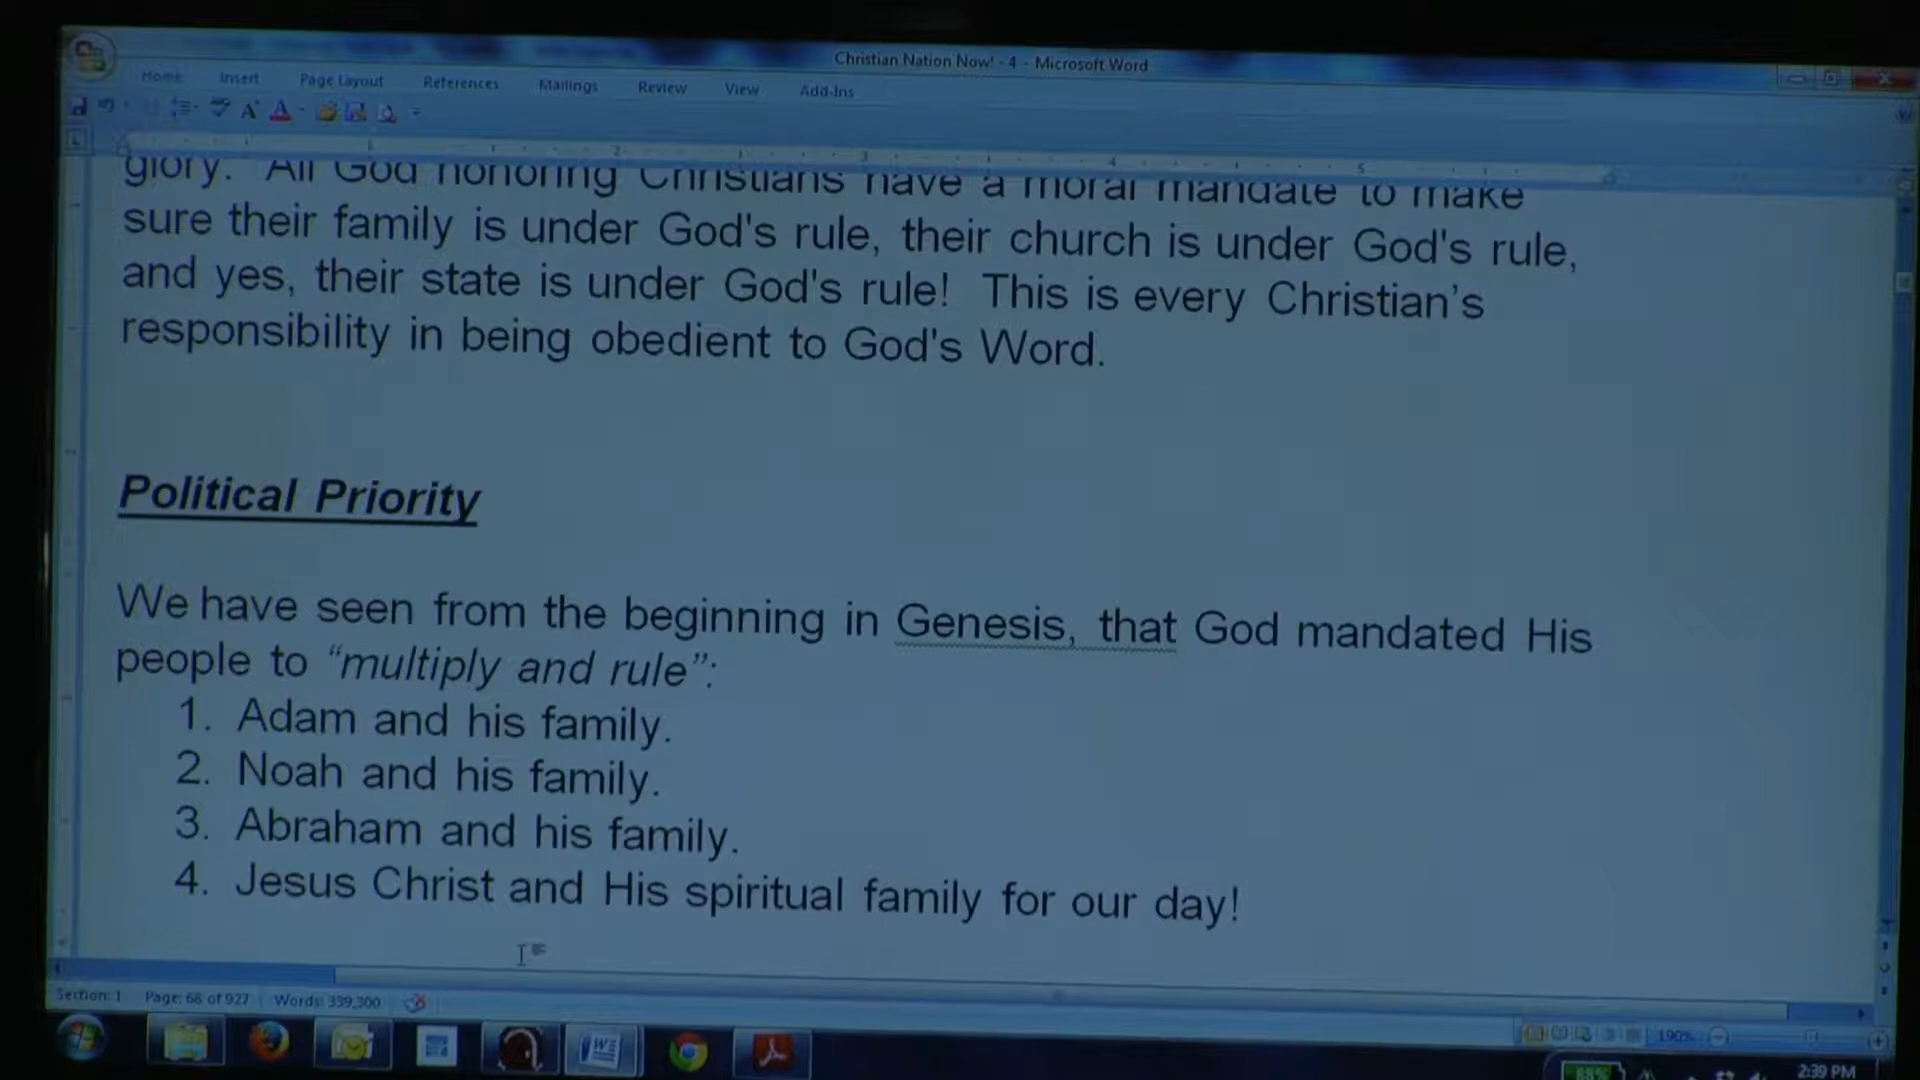 Christian Nation Now! - 4 - Microsoft Word
Home Insert Page Layout References Mailings Review View Add-Ins
2 3 4 5
glory. All God honoring Christians have a moral mandate to make
sure their family is under God's rule, their church is under God's rule,
and yes, their state is under God's rule! This is every Christian’s
responsibility in being obedient to God's Word.
Political Priority
We have seen from the beginning in Genesis, that God mandated His
people to “multiply and rule”:
1. Adam and his family.
2. Noah and his family.
3. Abraham and his family.
4. Jesus Christ and His spiritual family for our day!
Section: 1 Page: 68 of 927 Words: 339,300
190%
88% 2:39 PM